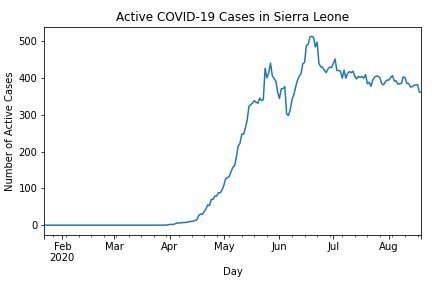 Active COVID-19 Cases in Sierra Leone
Number of Active Cases
500
400
300
200
100
0
Feb Mar Apr May Jun Jul Aug
2020
Day